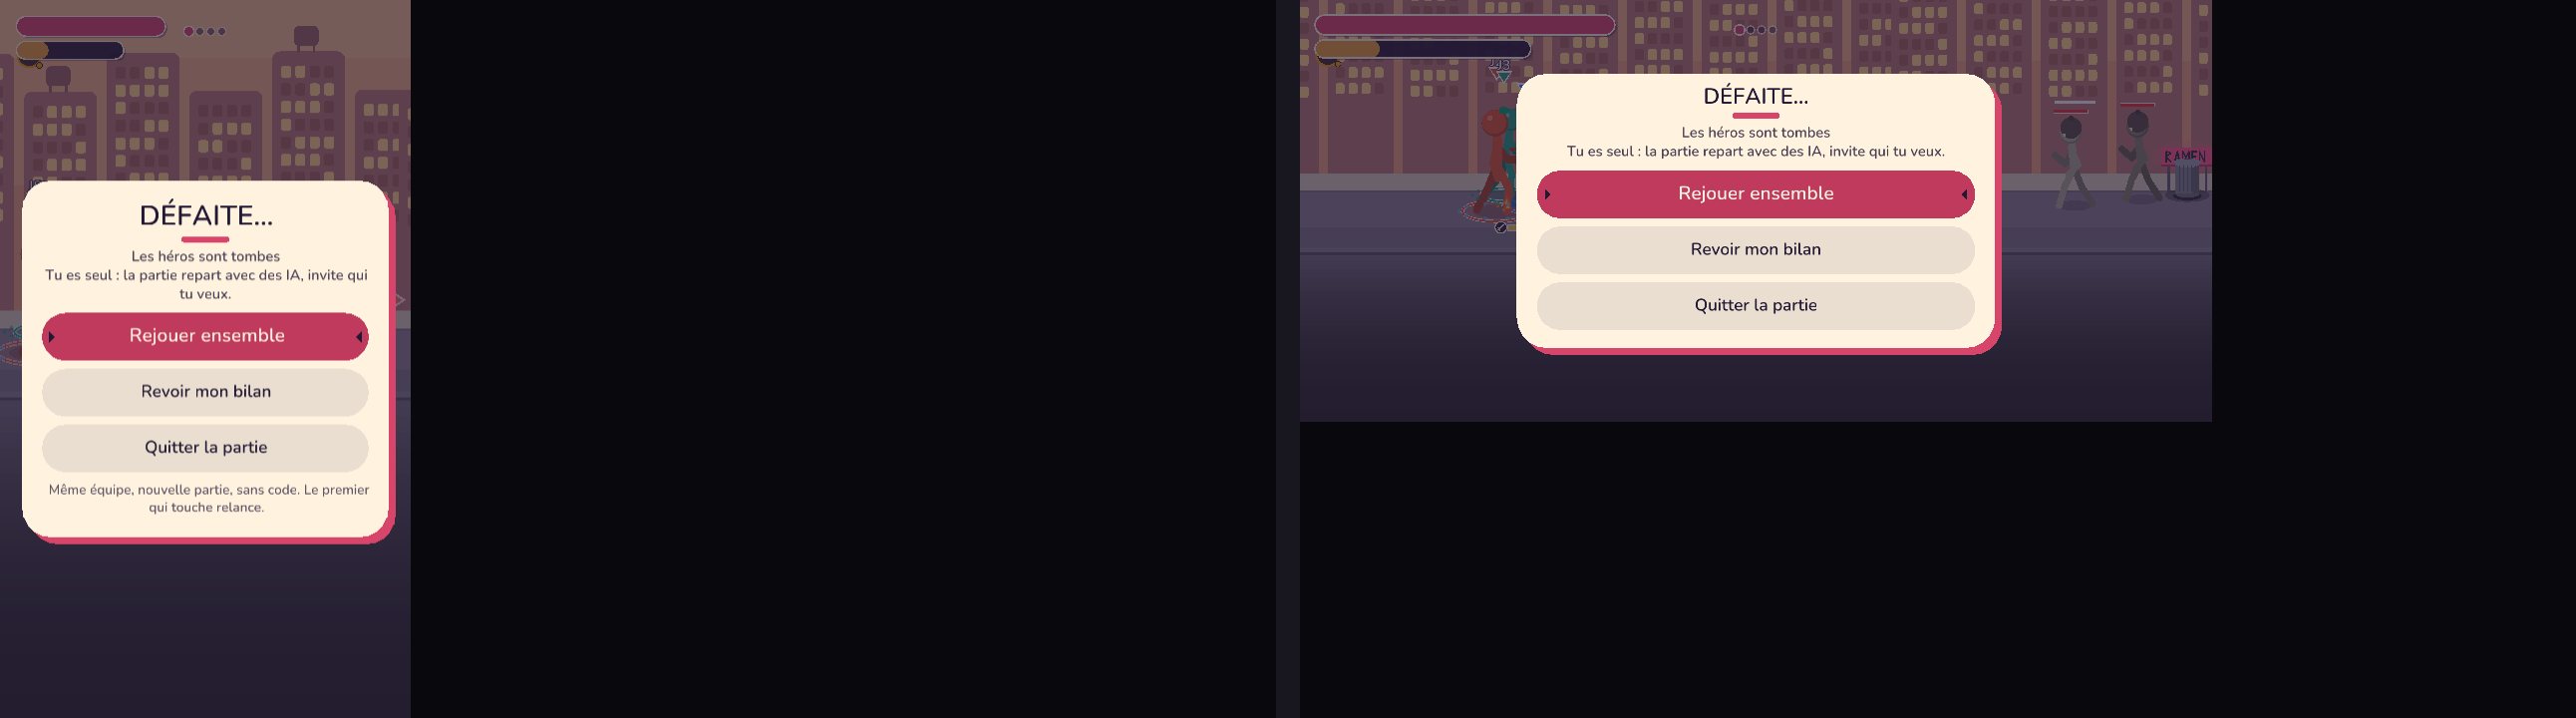 DÉFAITE...
Les héros sont tombes
Tu es seul : la partie repart avec des IA, invite qui
tu veux.
Rejouer ensemble
Revoir mon bilan
Quitter la partie
Même équipe, nouvelle partie, sans code. Le premier
qui touche relance.
143
DÉFAITE...
Les héros sont tombes
Tu es seul : la partie repart avec des IA, invite qui tu veux.
Rejouer ensemble
Revoir mon bilan
Quitter la partie
RAMEN